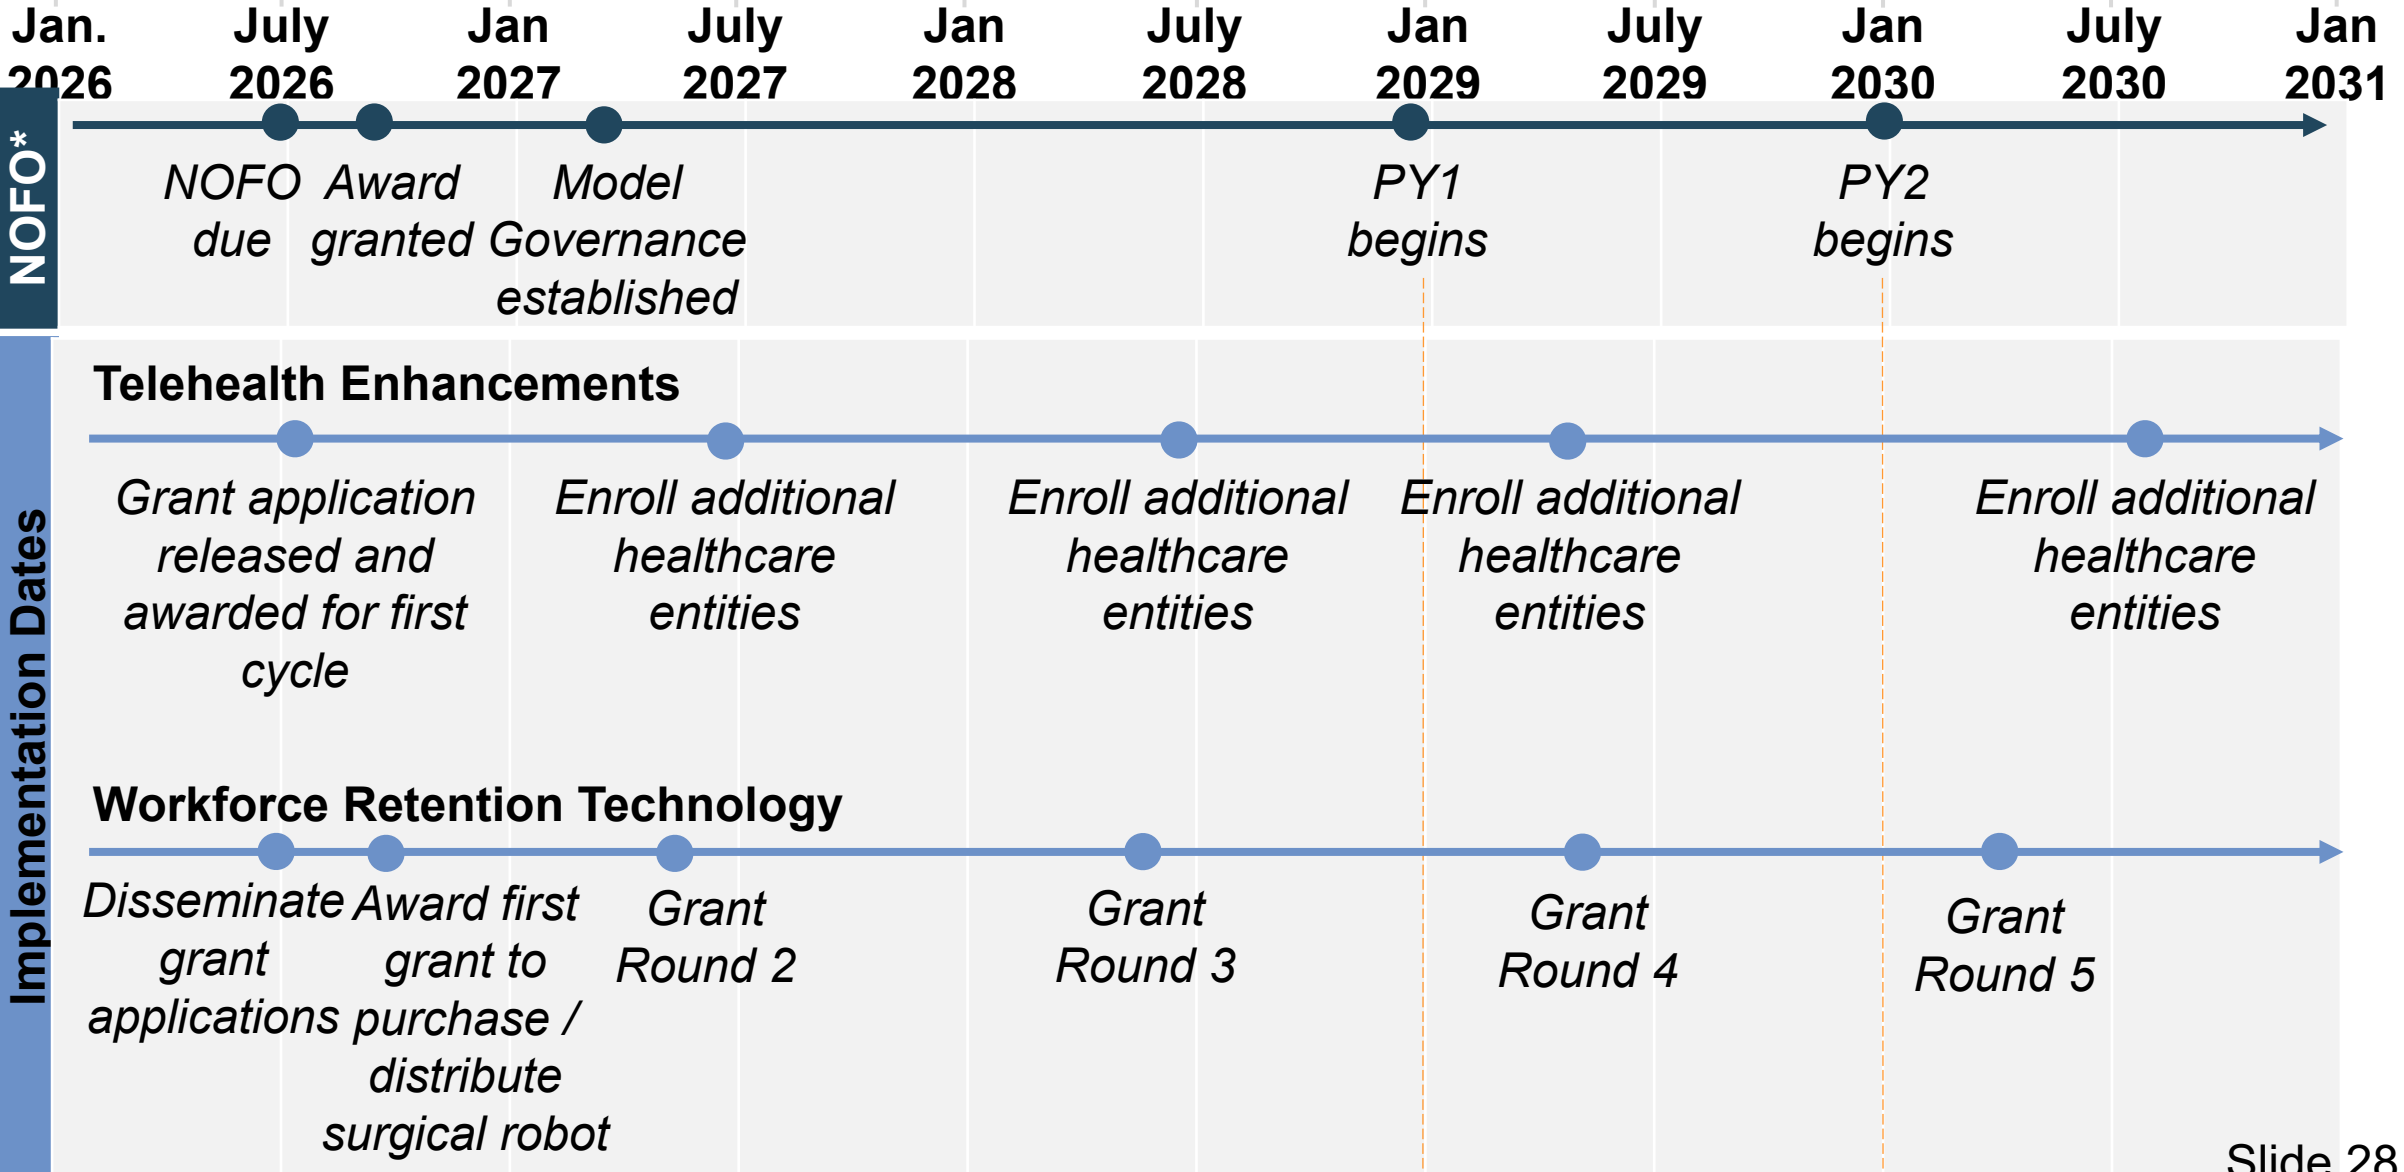 Jan. July Jan July Jan July Jan July Jan July Jan
2026 2026 2027 2027 2028 2028 2029 2029 2030 2030 2031
NOFO*
NOFO due
Award granted
Model
Governance
established
PY1
begins
PY2
begins
Implementation Dates
Telehealth Enhancements
Grant application
released and
awarded for first
cycle
Enroll additional
healthcare
entities
Enroll additional
healthcare
entities
Enroll additional
healthcare
entities
Enroll additional
healthcare
entities
Workforce Retention Technology
Disseminate
grant
applications
Award first
grant to
purchase /
distribute
surgical robot
Grant
Round 2
Grant
Round 3
Grant
Round 4
Grant
Round 5
Slide 28